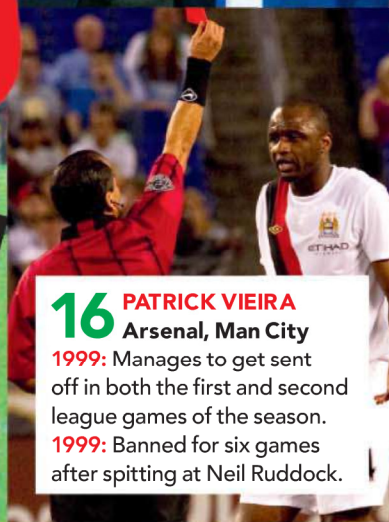 ETIHAD
16
PATRICK VIEIRA
Arsenal, Man City
1999: Manages to get sent
off in both the first and second
league games of the season.
1999: Banned for six games
after spitting at Neil Ruddock.